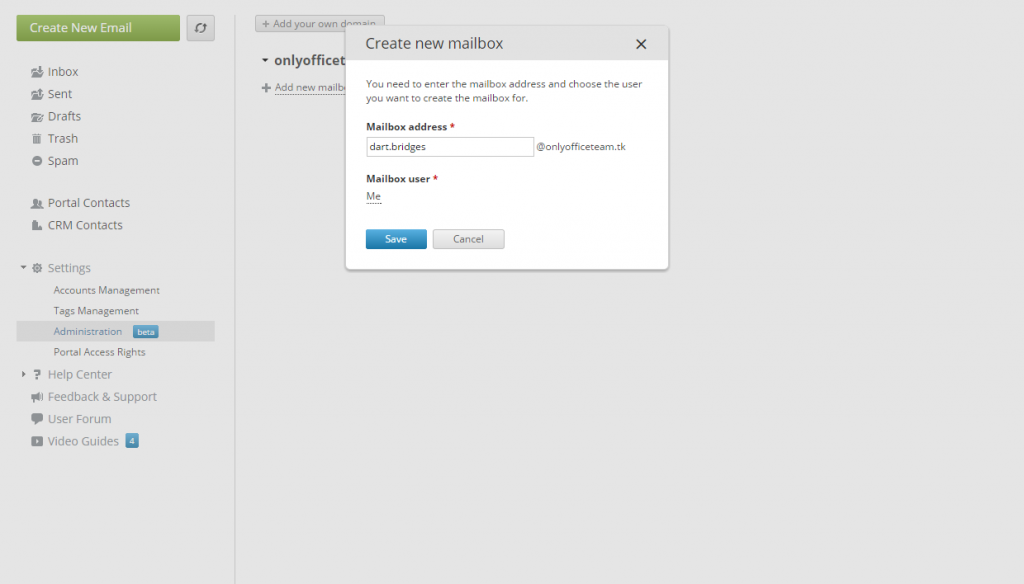 Create New Email
Inbox
Sent
Drafts
Trash
Spam
Portal Contacts
CRM Contacts
Settings
Accounts Management
Tags Management
Administration beta
Portal Access Rights
? Help Center
Feedback & Support
User Forum
Video Guides 4
+ Add your own domain
onlyofficet
Add new mailb
Create new mailbox
You need to enter the mailbox address and choose the user
you want to create the mailbox for.
Mailbox address *
dart.bridges @onlyofficeteam.tk
Mailbox user *
Me
Save Cancel